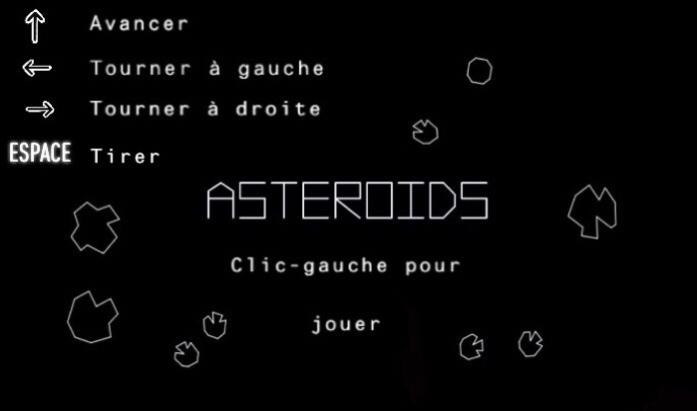 Avancer
Tourner à gauche
Tourner à droite
ESPACE Tirer
ASTEROIDS
Clic-gauche pour
jouer